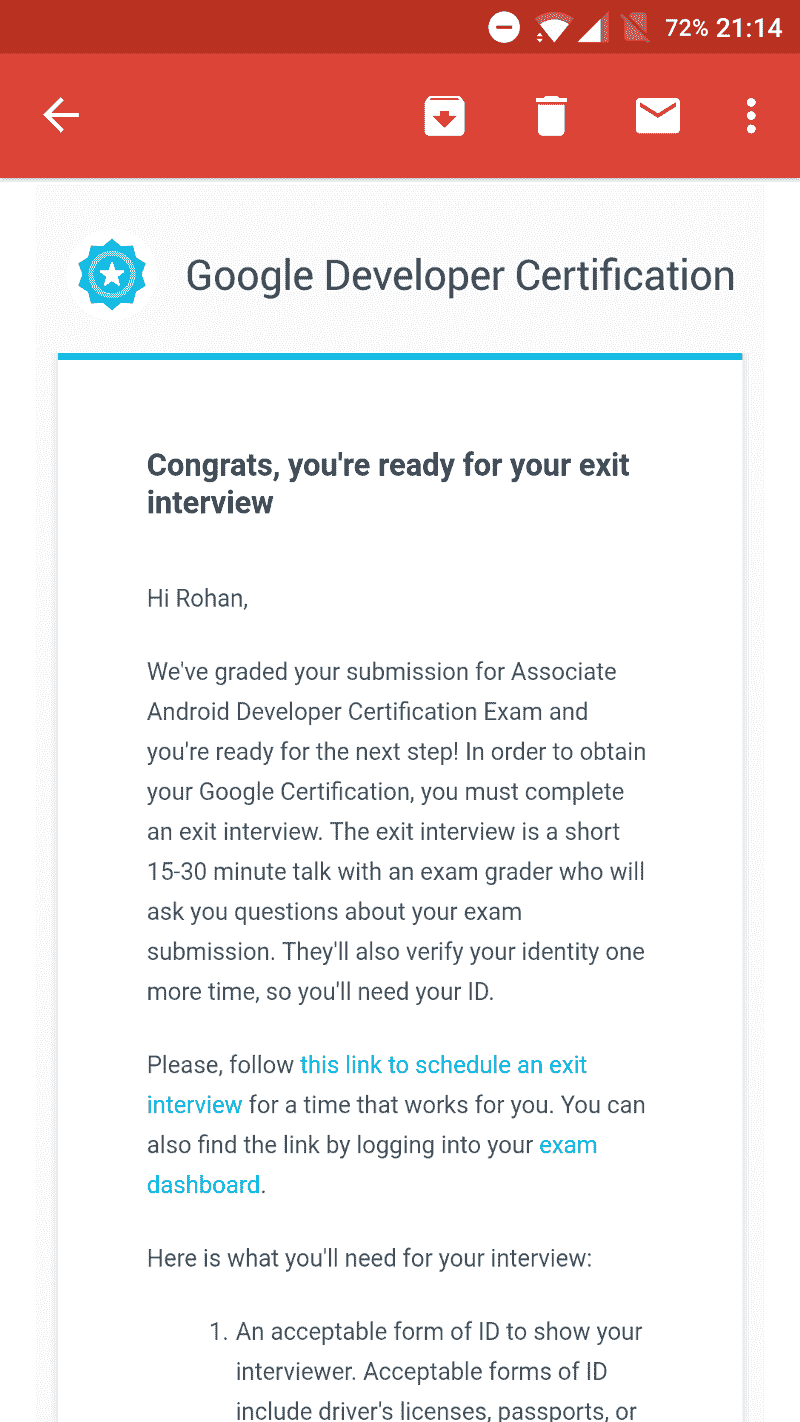 72% 21:14
Google Developer Certification
Congrats, you're ready for your exit
interview
Hi Rohan,
We've graded your submission for Associate
Android Developer Certification Exam and
you're ready for the next step! In order to obtain
your Google Certification, you must complete
an exit interview. The exit interview is a short
15-30 minute talk with an exam grader who will
ask you questions about your exam
submission. They'll also verify your identity one
more time, so you'll need your ID.
Please, follow this link to schedule an exit
interview for a time that works for you. You can
also find the link by logging into your exam
dashboard.
Here is what you'll need for your interview:
1. An acceptable form of ID to show your
interviewer. Acceptable forms of ID
include driver's licenses, passports, or